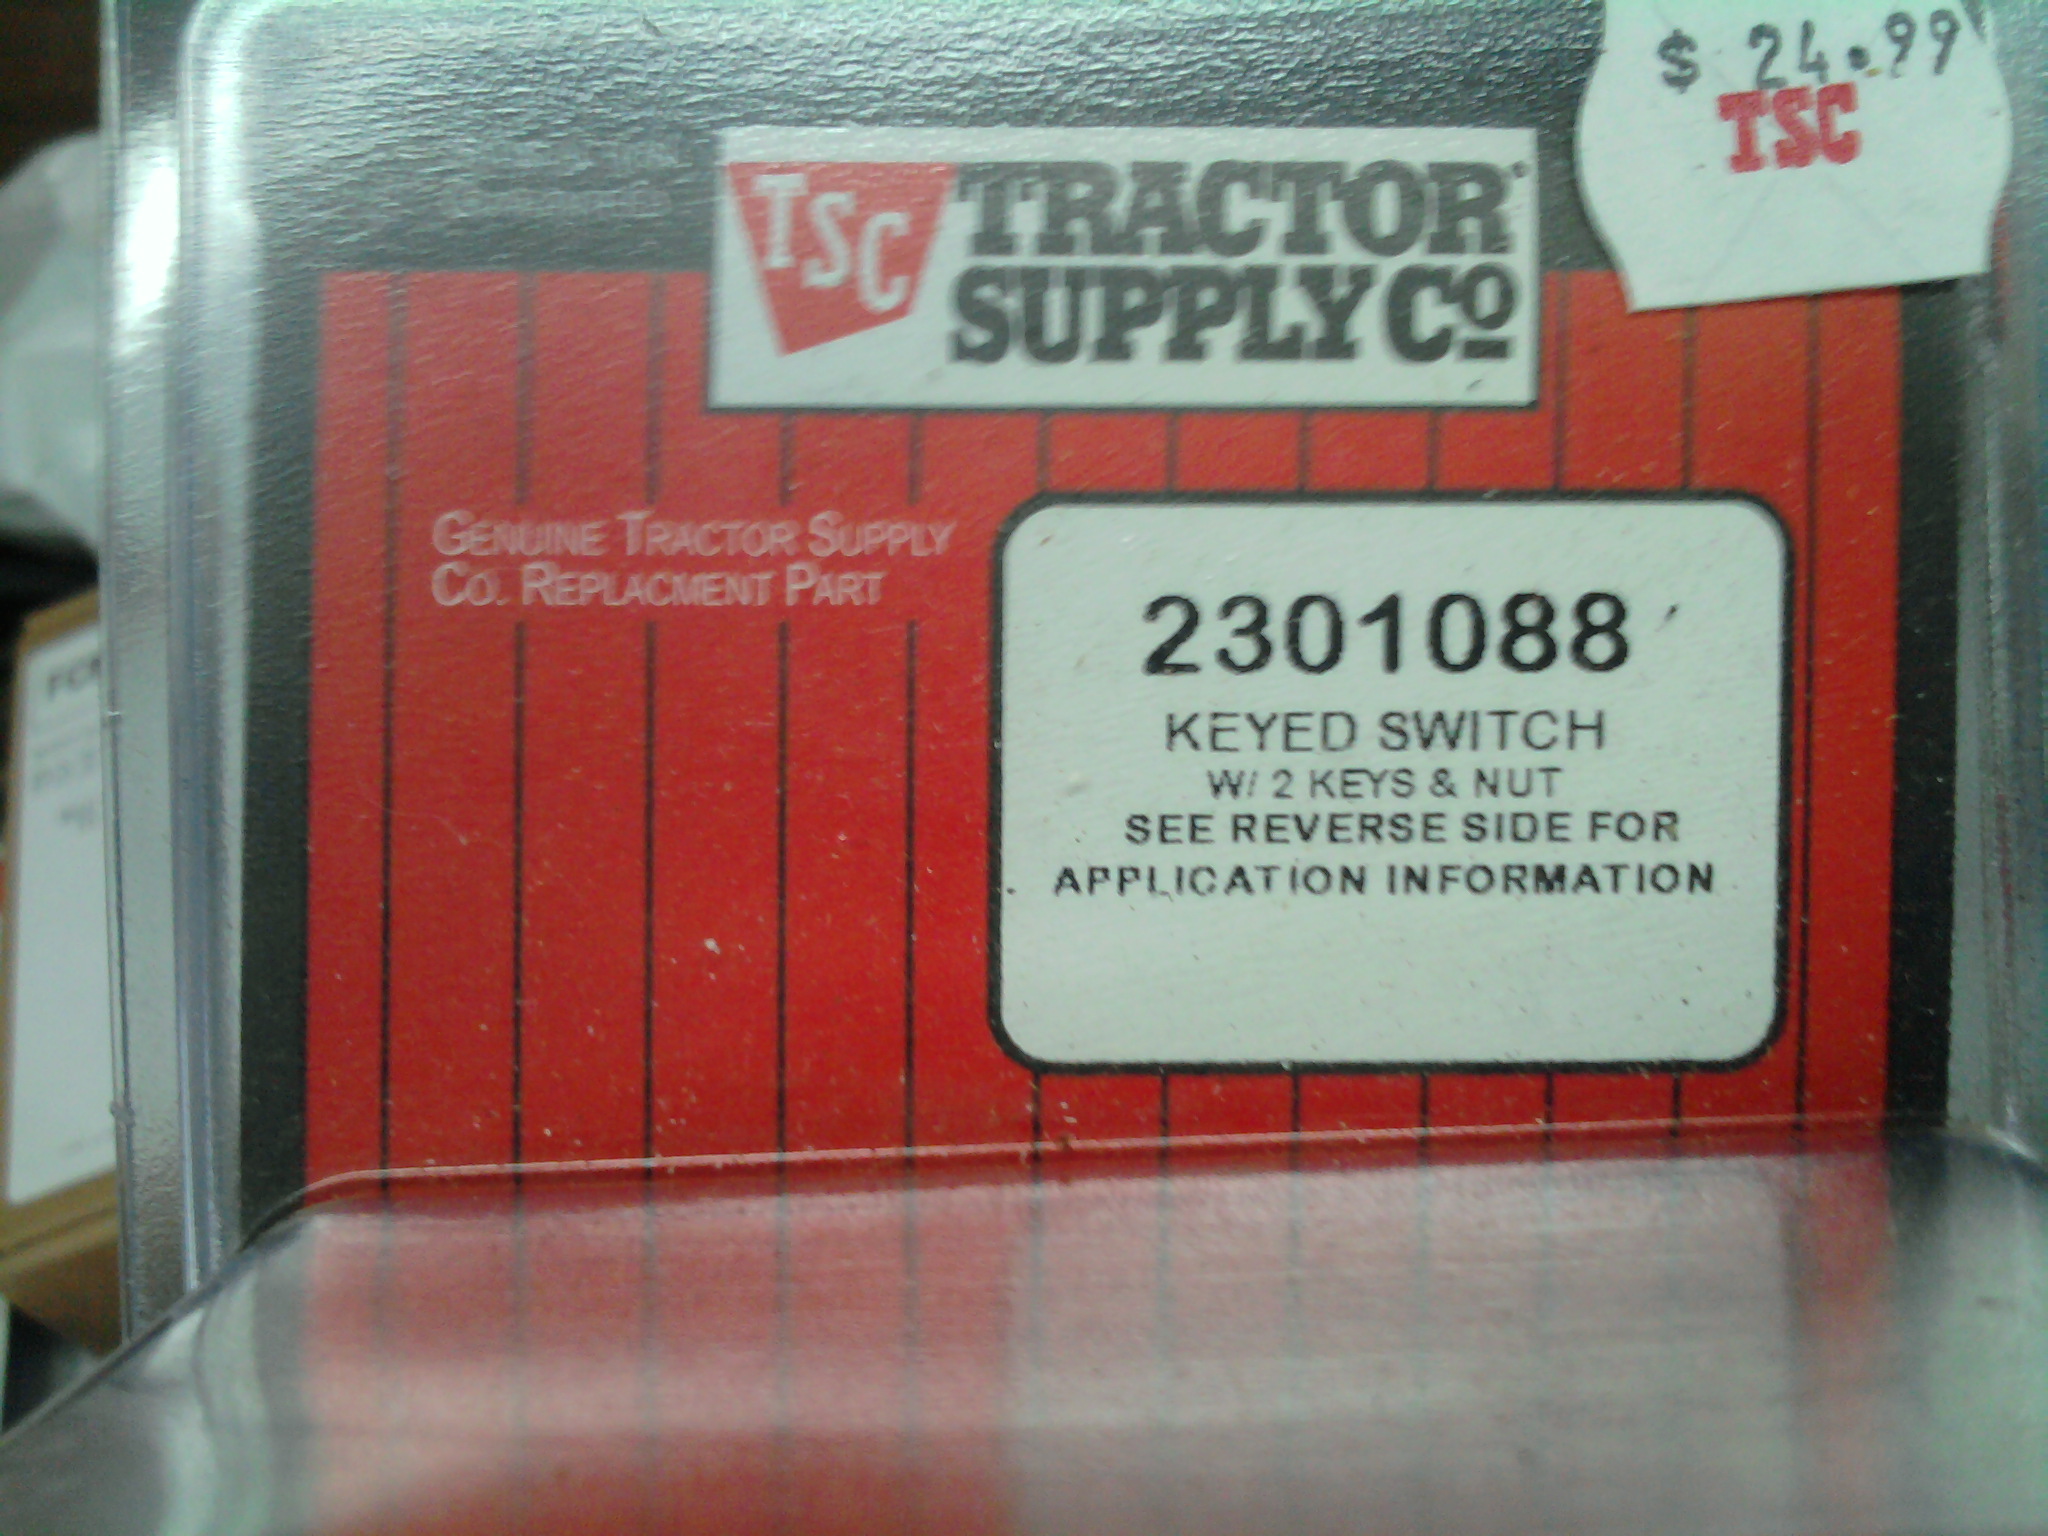 $ 24.99
TSC
TSC
TRACTOR
SUPPLY CO
GENUINE TRACTOR SUPPLY
CO. REPLACMENT PART
2301088
KEYED SWITCH
W/ 2 KEYS & NUT
SEE REVERSE SIDE FOR
APPLICATION INFORMATION